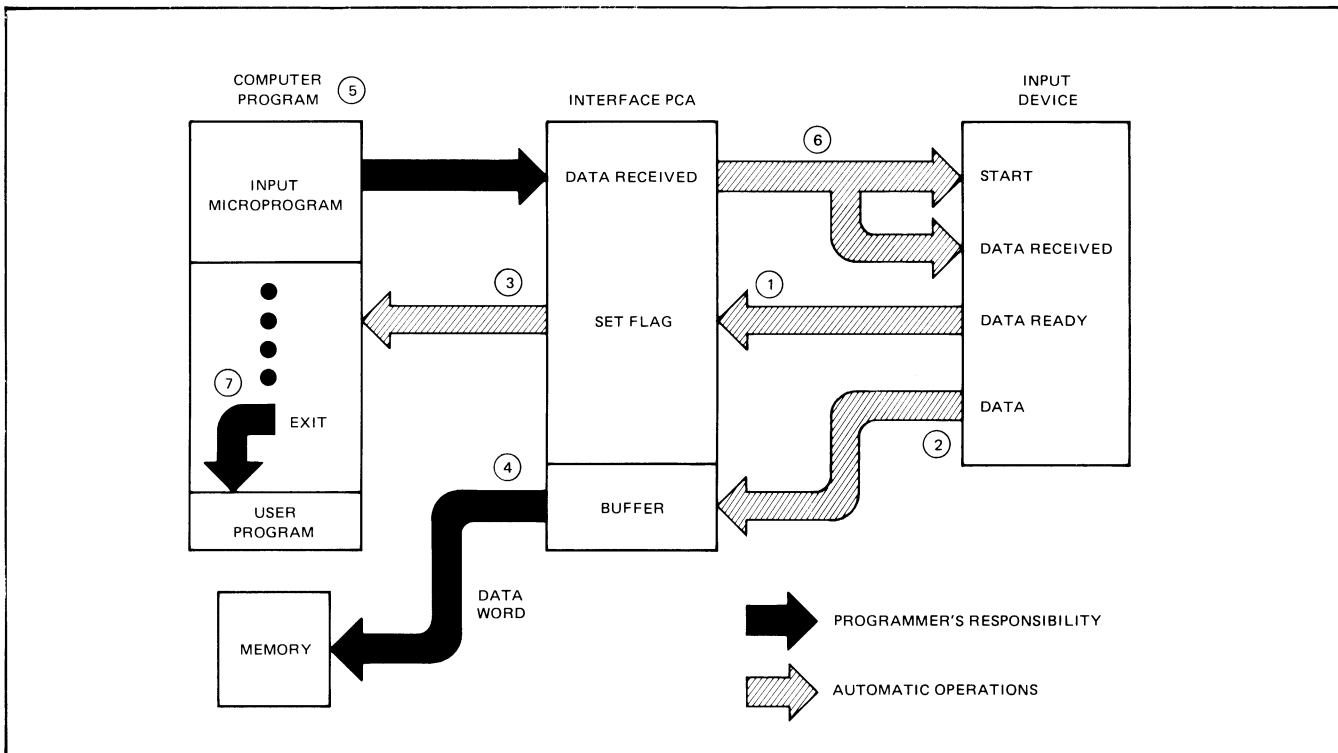 COMPUTER
PROGRAM
5
INTERFACE PCA
INPUT
DEVICE
INPUT
MICROPROGRAM
DATA RECEIVED
6
START
DATA RECEIVED
3
SET FLAG
1
DATA READY
7
EXIT
DATA
2
4
USER
PROGRAM
BUFFER
DATA
WORD
MEMORY
PROGRAMMER'S RESPONSIBILITY
AUTOMATIC OPERATIONS